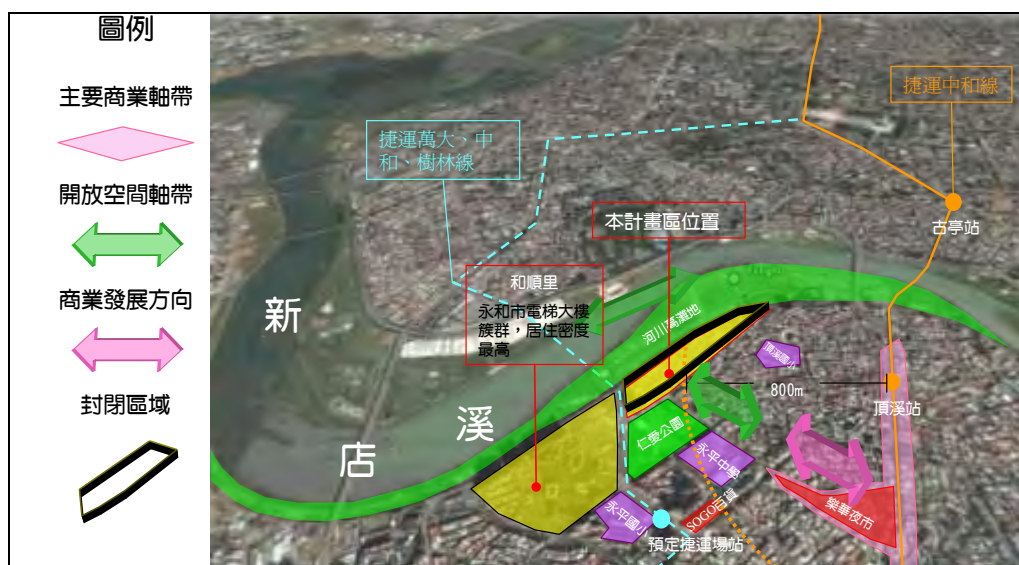 圖例
主要商業軸帶
開放空間軸帶
商業發展方向
封閉區域
捷運中和線
捷運萬大、中
和、樹林線
本計畫區位置
古亭站
和順里
永和市電梯大樓
簇群，居住密度
最高
新
店
溪
河川高灘地
頂溪國小
800m
頂溪站
仁愛公園
永平中學
SOGO百貨
樂華夜市
永平國小
預定捷運場站